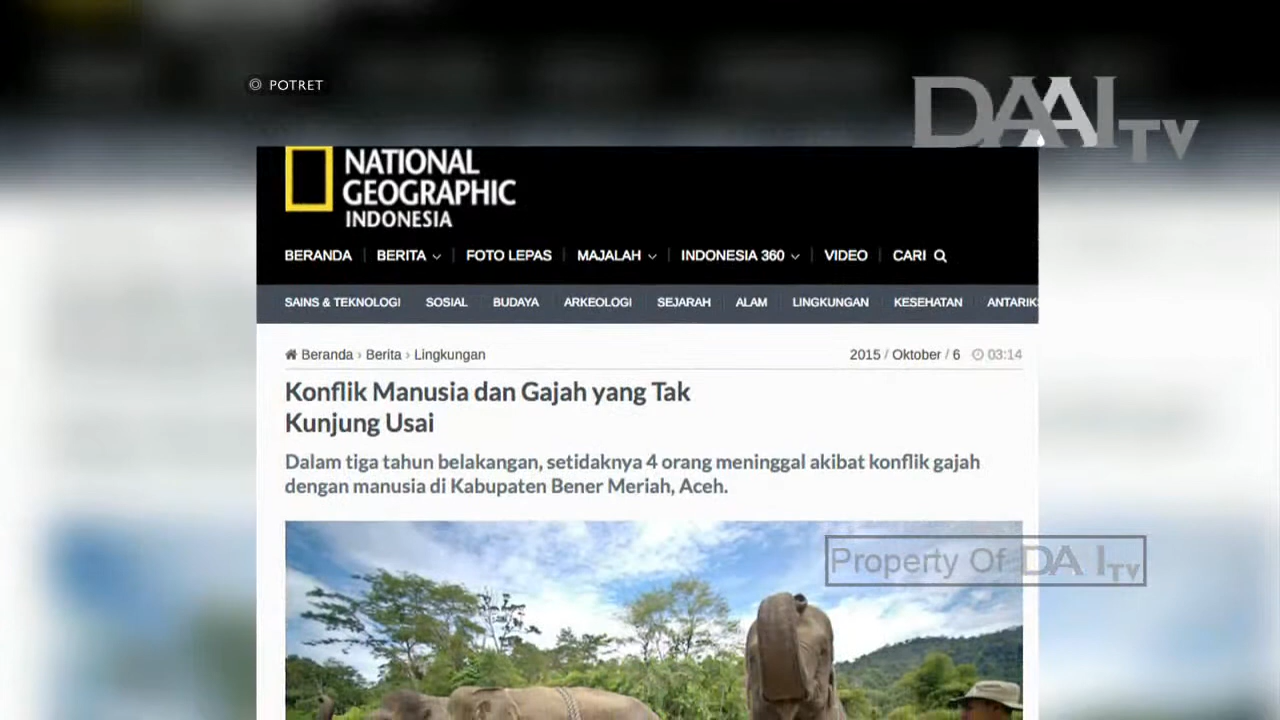 POTRET
DAAI TV
NATIONAL
GEOGRAPHIC
INDONESIA
BERANDA BERITA FOTO LEPAS MAJALAH INDONESIA 360 VIDEO CARI
SAINS & TEKNOLOGI SOSIAL BUDAYA ARKEOLOGI SEJARAH ALAM LINGKUNGAN KESEHATAN ANTARIKS
Beranda › Berita › Lingkungan 2015 / Oktober / 6 03:14
Konflik Manusia dan Gajah yang Tak
Kunjung Usai
Dalam tiga tahun belakangan, setidaknya 4 orang meninggal akibat konflik gajah
dengan manusia di Kabupaten Bener Meriah, Aceh.
Property Of DAAI TV